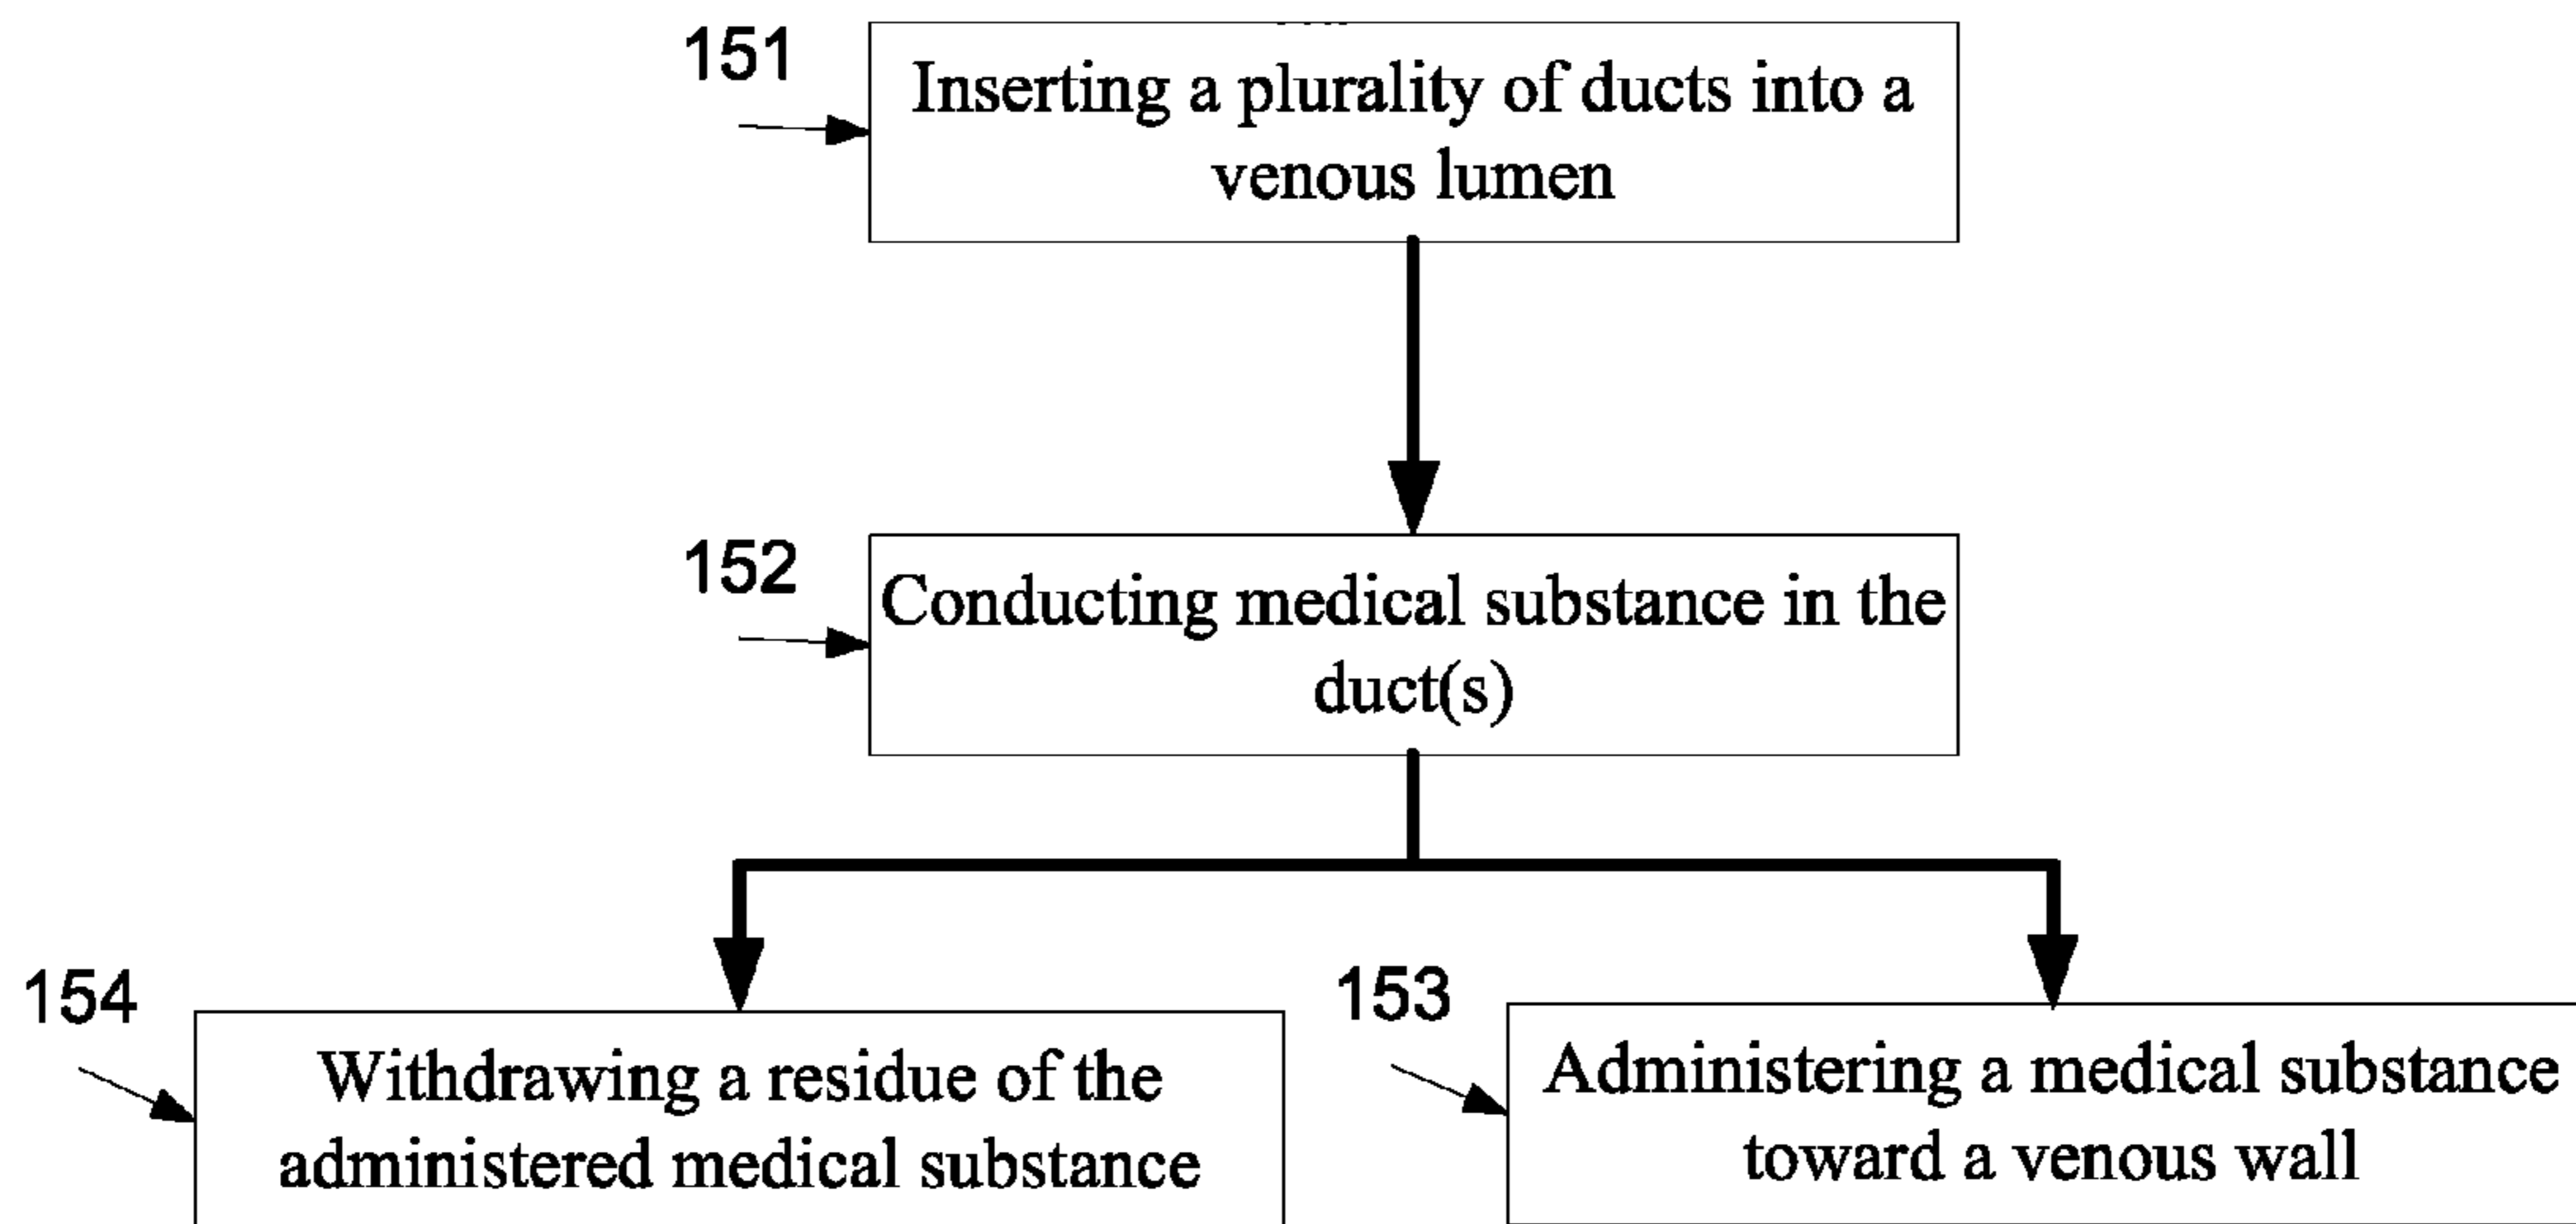 151
Inserting a plurality of ducts into a
venous lumen
152
Conducting medical substance in the
duct(s)
154
Withdrawing a residue of the
administered medical substance
153
Administering a medical substance
toward a venous wall